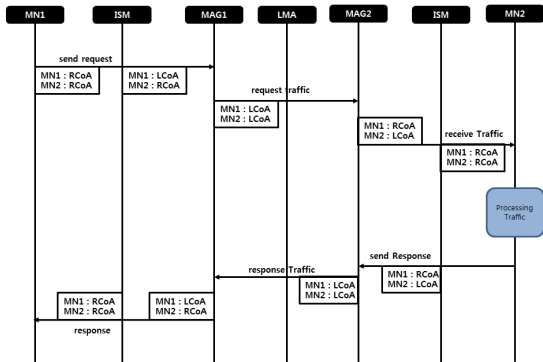 MN1 ISM MAG1 LMA MAG2 ISM MN2
send request
MN1 : RCoA
MN2 : RCoA
MN1 : LCoA
MN2 : RCoA
request traffic
MN1 : LCoA
MN2 : LCoA
MN1 : RCoA
MN2 : LCoA
receive Traffic
MN1 : RCoA
MN2 : RCoA
Processing
Traffic
send Response
MN1 : RCoA
MN2 : LCoA
response Traffic
MN1 : LCoA
MN2 : LCoA
MN1 : LCoA
MN2 : RCoA
MN1 : RCoA
MN2 : RCoA
response